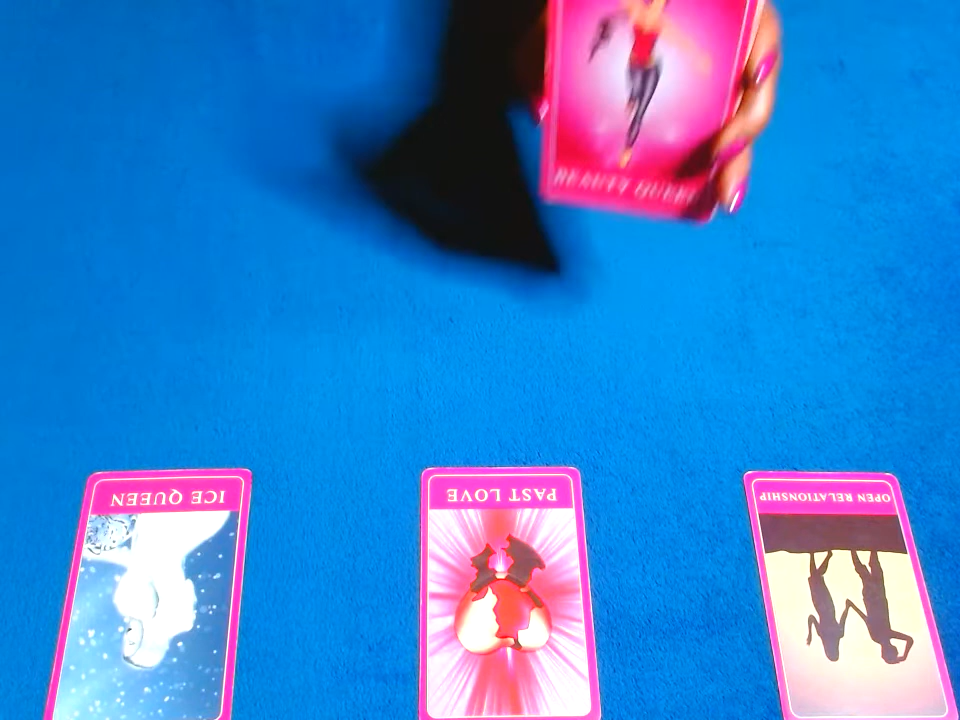 BEAUTY QUEEN
ICE QUEEN
PAST LOVE
OPEN RELATIONSHIP